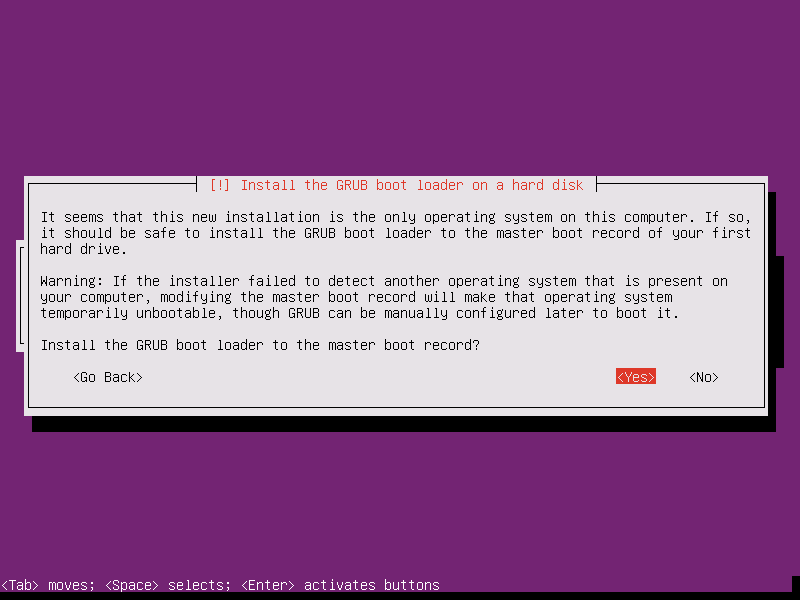 [!] Install the GRUB boot loader on a hard disk
It seems that this new installation is the only operating system on this computer. If so,
it should be safe to install the GRUB boot loader to the master boot record of your first
hard drive.
Warning: If the installer failed to detect another operating system that is present on
your computer, modifying the master boot record will make that operating system
temporarily unbootable, though GRUB can be manually configured later to boot it.
Install the GRUB boot loader to the master boot record?
<Go Back> <Yes> <No>
<Tab> moves; <Space> selects; <Enter> activates buttons